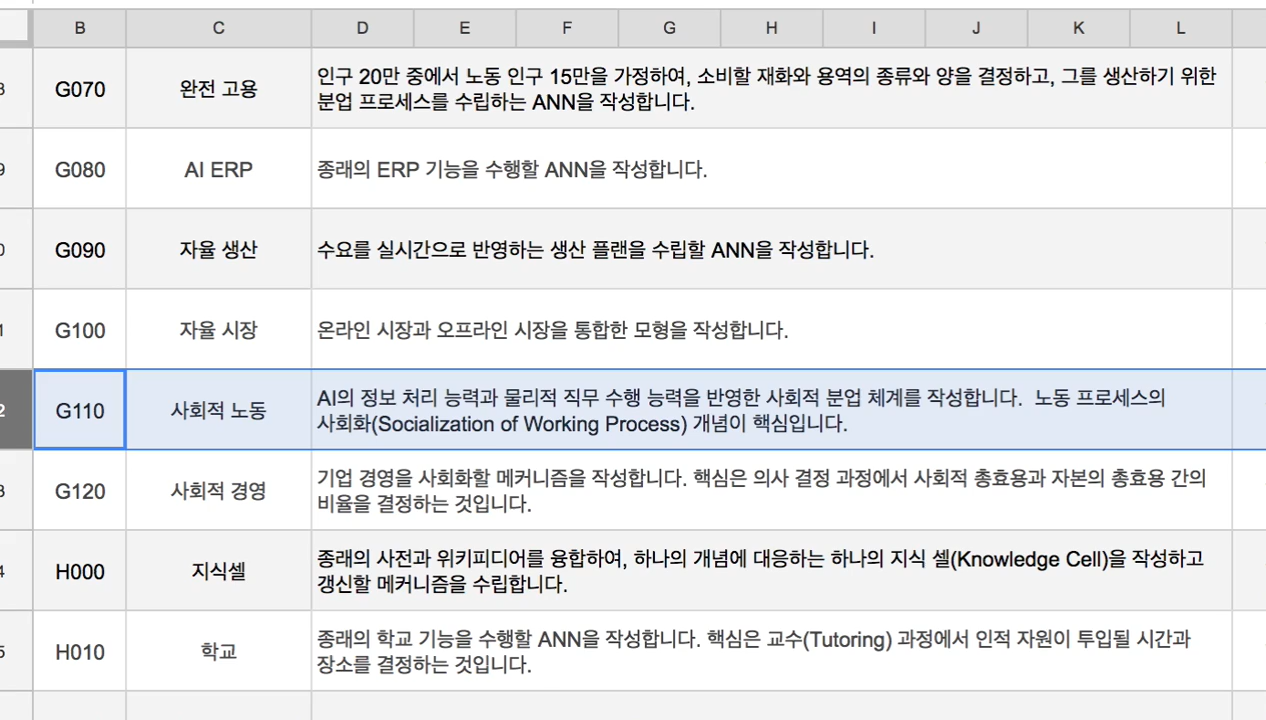 B C D E F G H I J K L
3 G070 완전 고용 인구 20만 중에서 노동 인구 15만을 가정하여, 소비할 재화와 용역의 종류와 양을 결정하고, 그를 생산하기 위한
분업 프로세스를 수립하는 ANN을 작성합니다.
9 G080 AI ERP 종래의 ERP 기능을 수행할 ANN을 작성합니다.
0 G090 자율 생산 수요를 실시간으로 반영하는 생산 플랜을 수립할 ANN을 작성합니다.
1 G100 자율 시장 온라인 시장과 오프라인 시장을 통합한 모형을 작성합니다.
2 G110 사회적 노동 AI의 정보 처리 능력과 물리적 직무 수행 능력을 반영한 사회적 분업 체계를 작성합니다. 노동 프로세스의
사회화(Socialization of Working Process) 개념이 핵심입니다.
3 G120 사회적 경영 기업 경영을 사회화할 메커니즘을 작성합니다. 핵심은 의사 결정 과정에서 사회적 총효용과 자본의 총효용 간의
비율을 결정하는 것입니다.
4 H000 지식셀 종래의 사전과 위키피디어를 융합하여, 하나의 개념에 대응하는 하나의 지식 셀(Knowledge Cell)을 작성하고
갱신할 메커니즘을 수립합니다.
5 H010 학교 종래의 학교 기능을 수행할 ANN을 작성합니다. 핵심은 교수(Tutoring) 과정에서 인적 자원이 투입될 시간과
장소를 결정하는 것입니다.